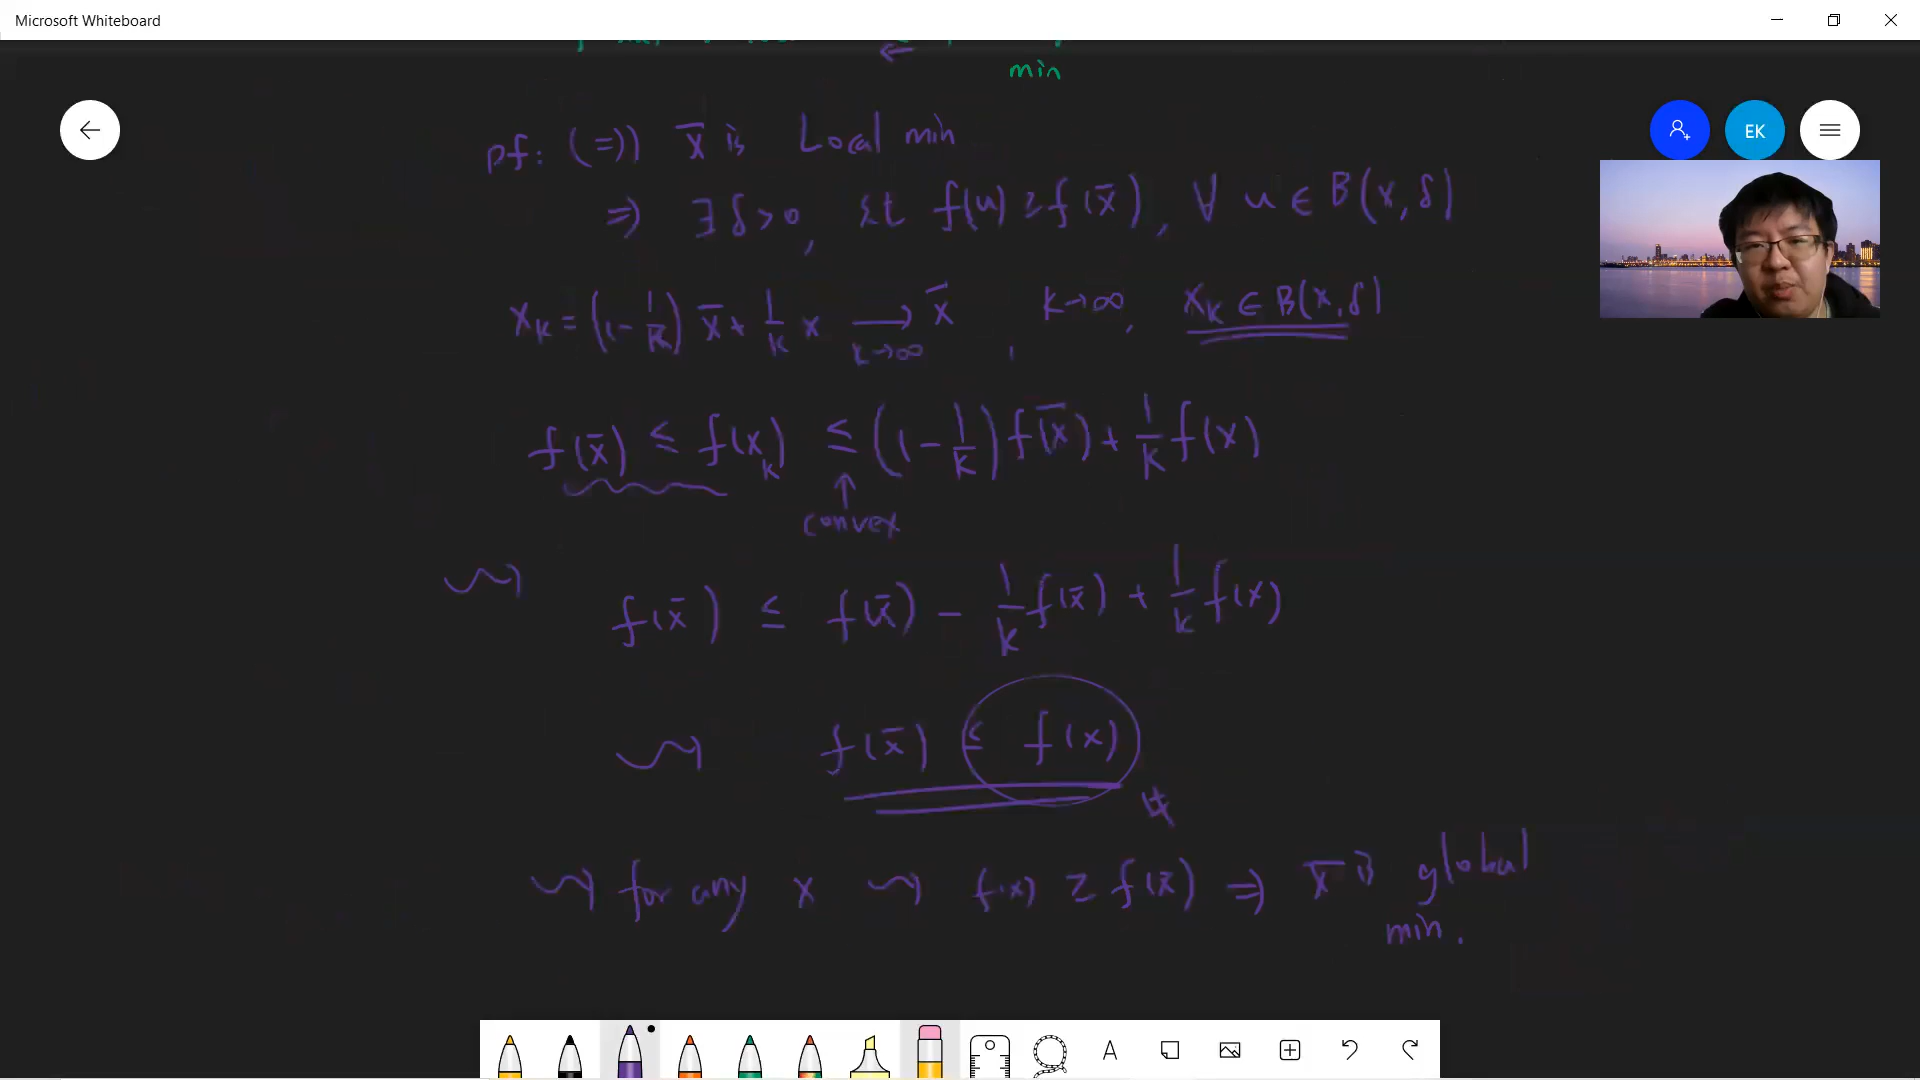 Microsoft Whiteboard
min
EK
pf: (⇒) x̄ is Local min
⇒ ∃ δ > 0, st f(u) ≥ f(x̄), ∀ u ∈ B(x, δ)
x_k = (1 - 1/k) x̄ + 1/k x ⟶ x̄, k→∞, x_k ∈ B(x, δ)
k→∞
f(x̄) ≤ f(x_k) ≤ (1 - 1/k) f(x̄) + 1/k f(x)
↑
convex
⇝ f(x̄) ≤ f(x̄) - 1/k f(x̄) + 1/k f(x)
⇝ f(x̄) ≤ f(x) #
⇝ for any x ⇝ f(x) ≥ f(x̄) ⇒ x̄ is global
min.
A